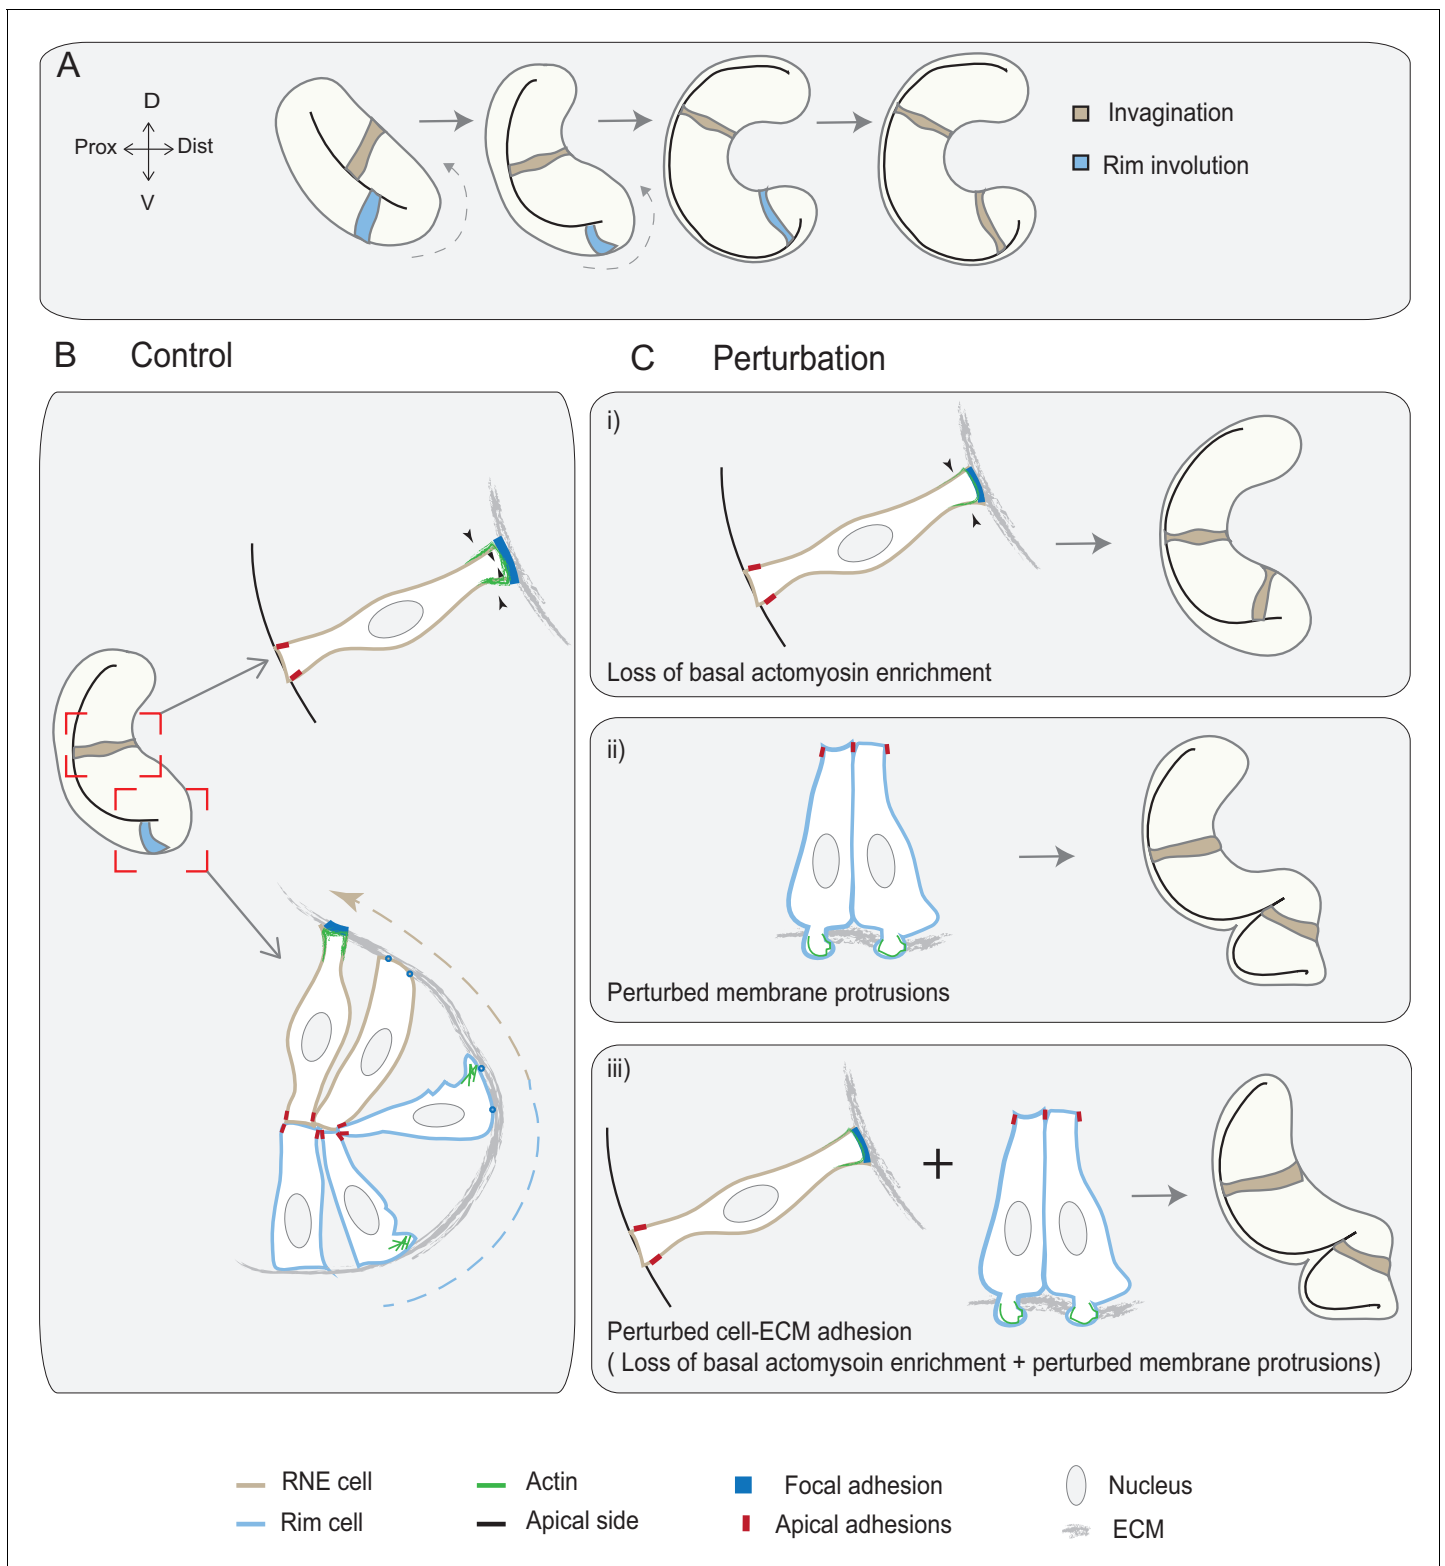 A
D
Prox
Dist
V
Invagination
Rim involution
B Control
C Perturbation
i)
Loss of basal actomyosin enrichment
ii)
Perturbed membrane protrusions
iii)
+
Perturbed cell-ECM adhesion
( Loss of basal actomysoin enrichment + perturbed membrane protrusions)
RNE cell
Actin
Focal adhesion
Nucleus
Rim cell
Apical side
Apical adhesions
ECM